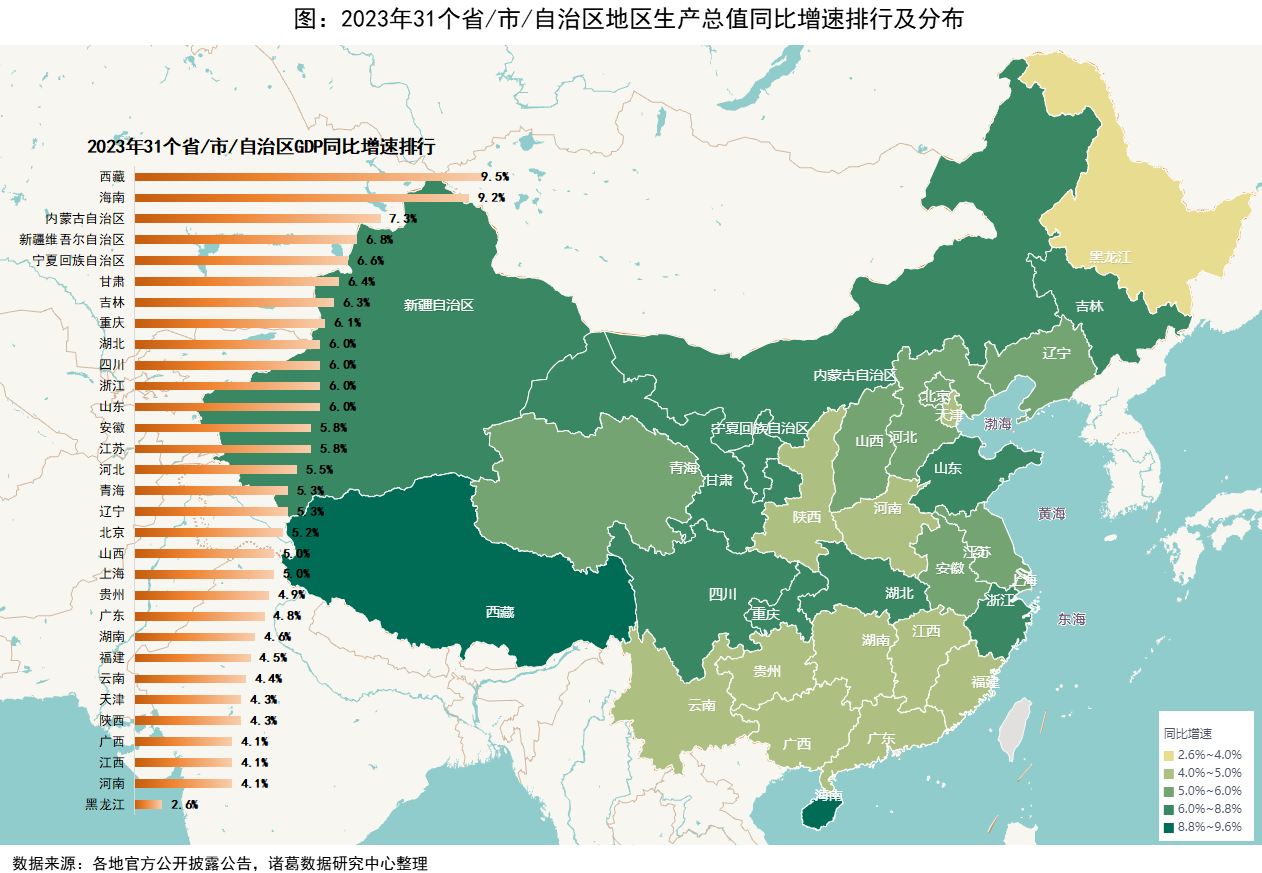 图：2023年31个省/市/自治区地区生产总值同比增速排行及分布
2023年31个省/市/自治区GDP同比增速排行
西藏 9.5%
海南 9.2%
内蒙古自治区 7.3%
新疆维吾尔自治区 6.8%
宁夏回族自治区 6.6%
甘肃 6.4%
吉林 6.3%
重庆 6.1%
湖北 6.0%
四川 6.0%
浙江 6.0%
山东 6.0%
安徽 5.8%
江苏 5.8%
河北 5.5%
青海 5.3%
辽宁 5.3%
北京 5.2%
山西 5.0%
上海 5.0%
贵州 4.9%
广东 4.8%
湖南 4.6%
福建 4.5%
云南 4.4%
天津 4.3%
陕西 4.3%
广西 4.1%
江西 4.1%
河南 4.1%
黑龙江 2.6%
黑龙江
新疆自治区
吉林
辽宁
内蒙古自治区
北京
天津
渤海
宁夏回族自治区
山西
河北
青海
甘肃
山东
陕西
河南
黄海
江苏
安徽
上海
四川
湖北
浙江
西藏
重庆
东海
湖南
江西
贵州
福建
云南
广西
广东
海南
同比增速
2.6%~4.0%
4.0%~5.0%
5.0%~6.0%
6.0%~8.8%
8.8%~9.6%
数据来源：各地官方公开披露公告，诸葛数据研究中心整理